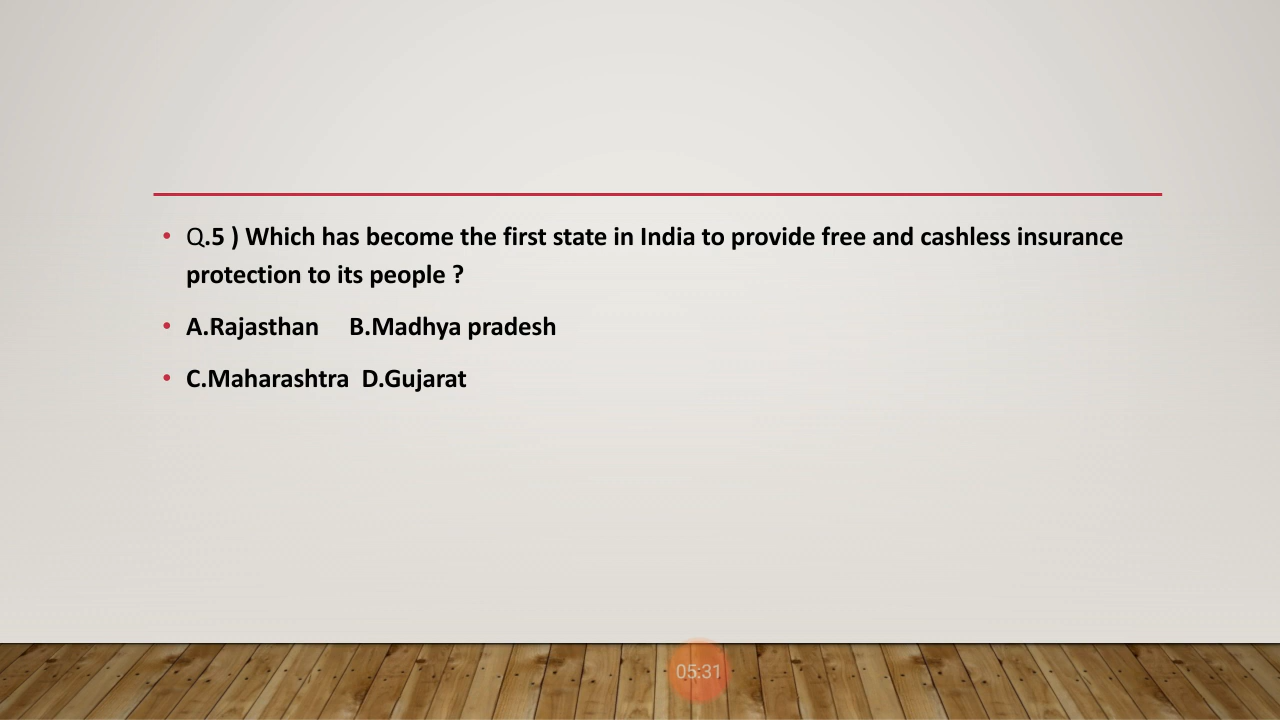 • Q.5 ) Which has become the first state in India to provide free and cashless insurance
protection to its people ?
• A.Rajasthan B.Madhya pradesh
• C.Maharashtra D.Gujarat
05:31